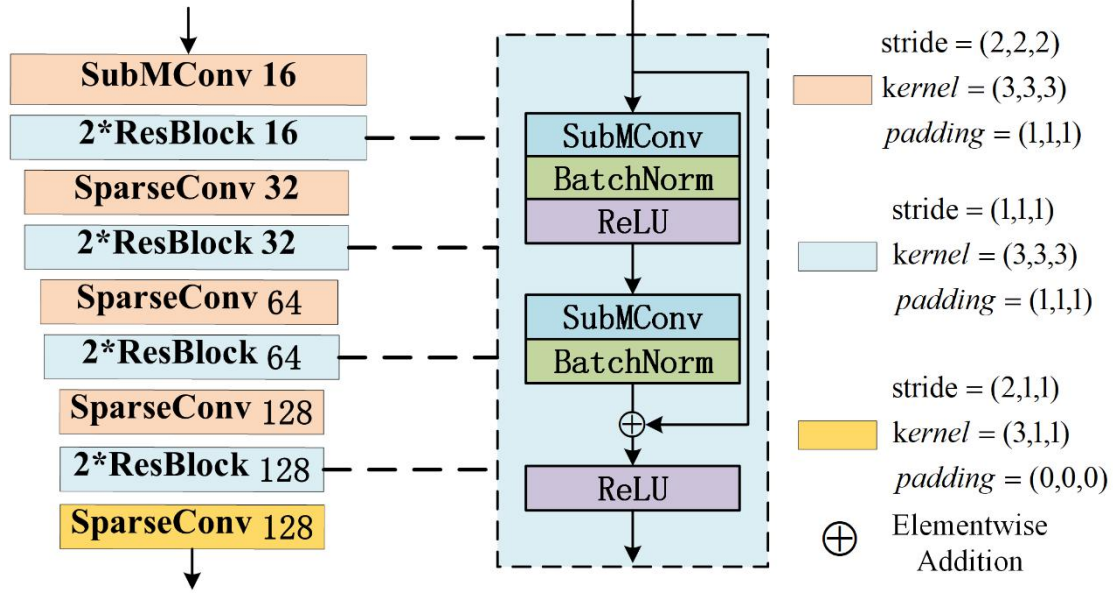 SubMConv 16
2*ResBlock 16
SparseConv 32
2*ResBlock 32
SparseConv 64
2*ResBlock 64
SparseConv 128
2*ResBlock 128
SparseConv 128
SubMConv
BatchNorm
ReLU
SubMConv
BatchNorm
ReLU
stride = (2,2,2)
kernel = (3,3,3)
padding = (1,1,1)
stride = (1,1,1)
kernel = (3,3,3)
padding = (1,1,1)
stride = (2,1,1)
kernel = (3,1,1)
padding = (0,0,0)
Elementwise
Addition